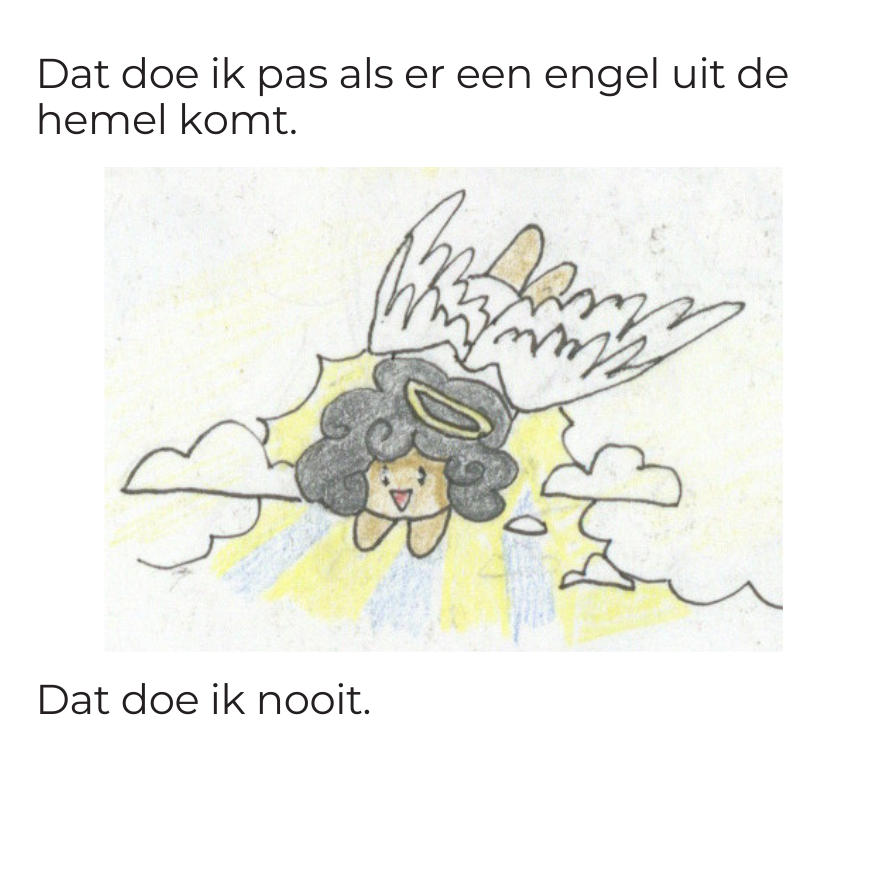 Dat doe ik pas als er een engel uit de
hemel komt.
Dat doe ik nooit.